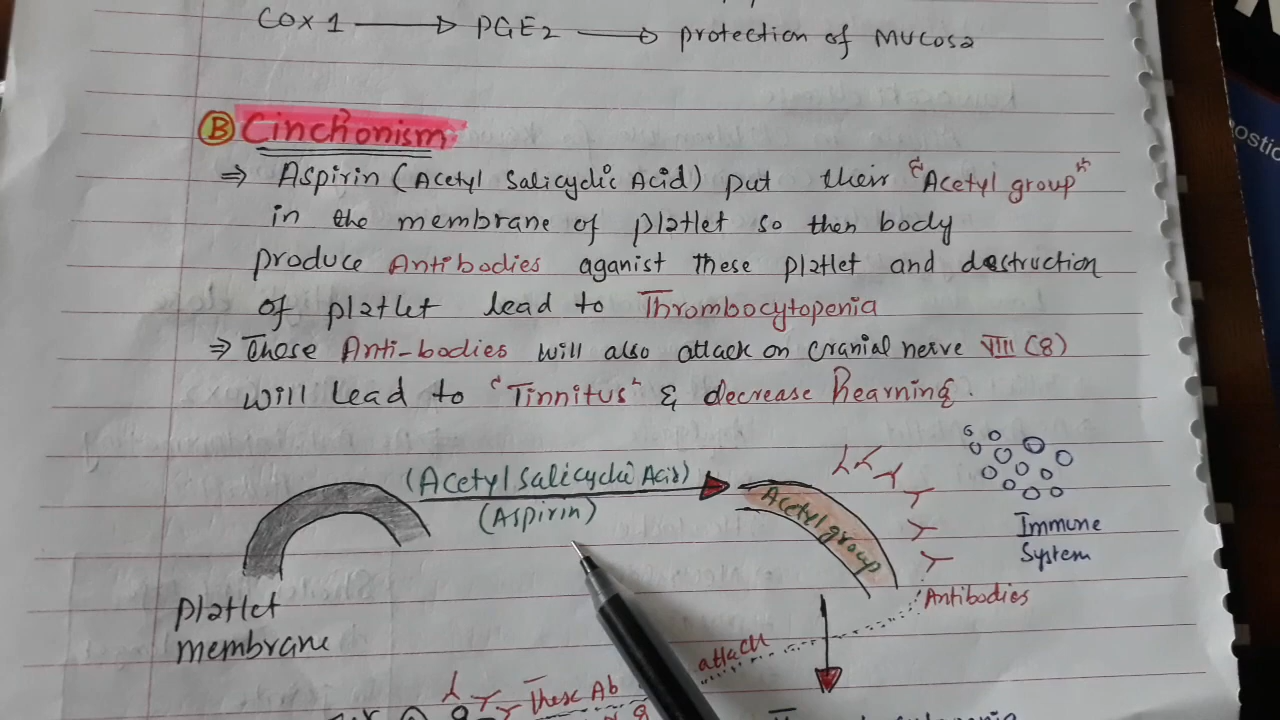 COX 1 → PGE2 → protection of Mucosa
B Cinchonism
⇒ Aspirin (Acetyl Salicyclic Acid) put their "Acetyl group"
in the membrane of platlet so then body
produce Antibodies aganist these platlet and destruction
of platlet lead to Thrombocytopenia
⇒ These Anti-bodies will also attack on cranial nerve VIII (8)
will lead to "Tinnitus" & decrease Hearning.
(Acetyl Salicyclic Acid)
(Aspirin)
Acetyl group
Immune
System
Antibodies
platlet
membrane
attack
These Ab
ostic